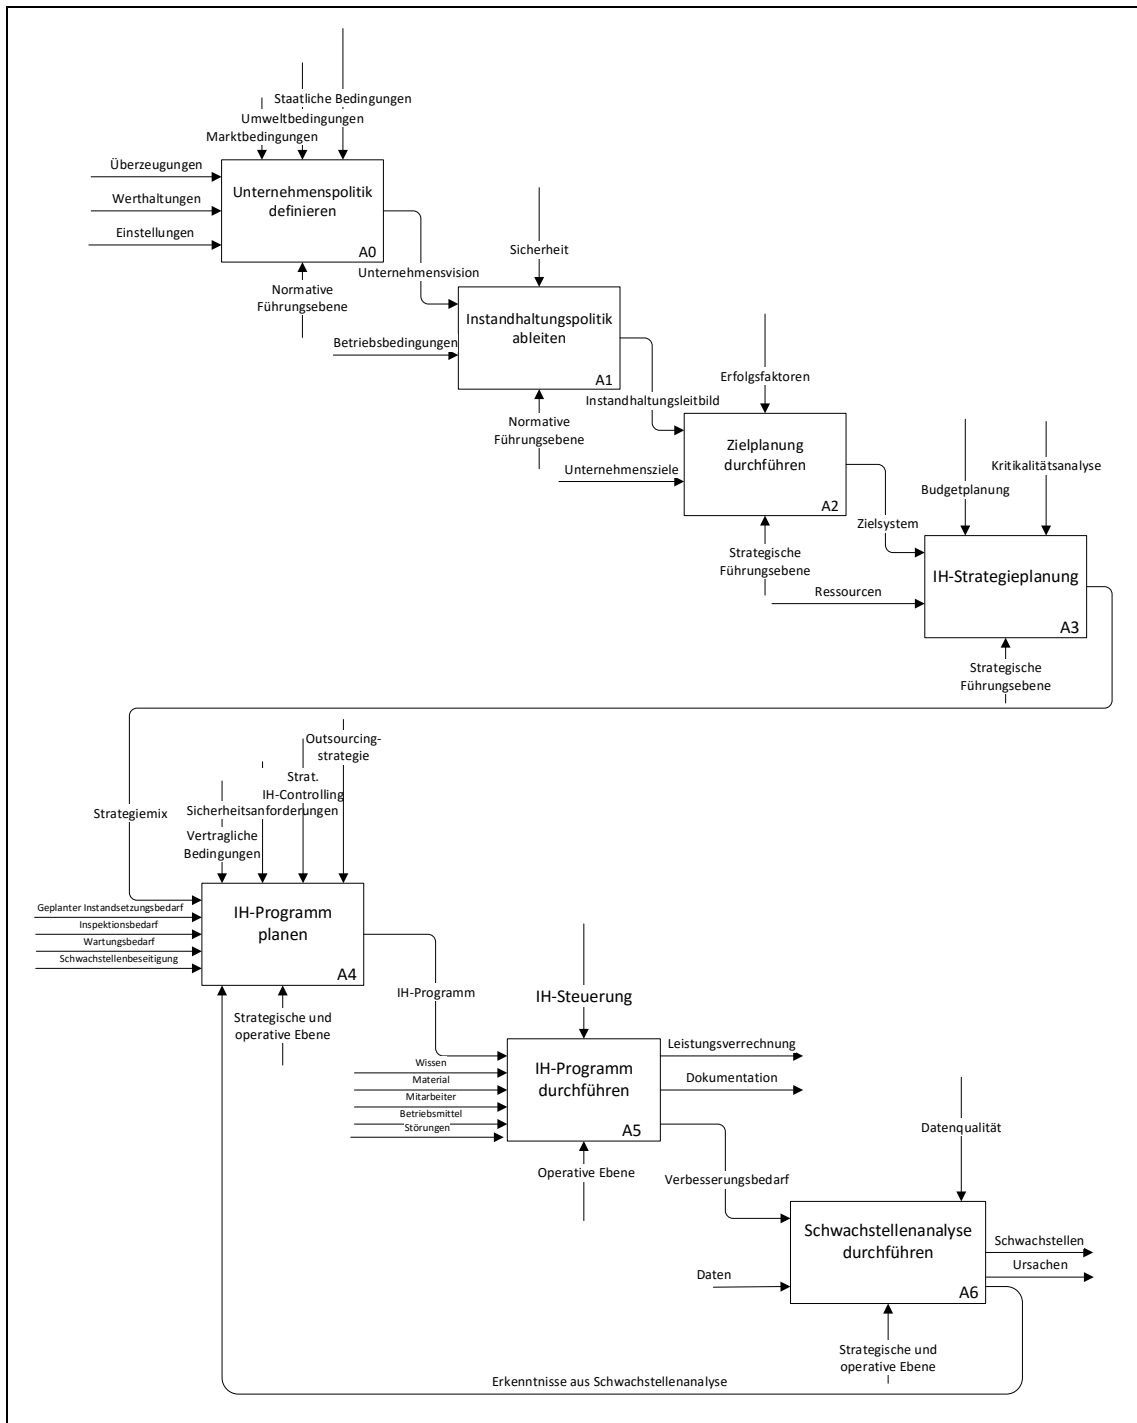 Staatliche Bedingungen
Umweltbedingungen
Marktbedingungen
Überzeugungen
Werthaltungen
Einstellungen
Unternehmenspolitik
definieren
A0
Normative
Führungsebene
Unternehmensvision
Sicherheit
Betriebsbedingungen
Instandhaltungspolitik
ableiten
A1
Normative
Führungsebene
Instandhaltungsleitbild
Erfolgsfaktoren
Unternehmensziele
Zielplanung
durchführen
A2
Strategische
Führungsebene
Zielsystem
Budgetplanung
Kritikalitätsanalyse
Ressourcen
IH-Strategieplanung
A3
Strategische
Führungsebene
Strategiemix
Outsourcing-
strategie
Strat.
IH-Controlling
Sicherheitsanforderungen
Vertragliche
Bedingungen
Geplanter Instandsetzungsbedarf
Inspektionsbedarf
Wartungsbedarf
Schwachstellenbeseitigung
IH-Programm
planen
A4
Strategische und
operative Ebene
IH-Programm
IH-Steuerung
Wissen
Material
Mitarbeiter
Betriebsmittel
Störungen
IH-Programm
durchführen
A5
Operative Ebene
Leistungsverrechnung
Dokumentation
Verbesserungsbedarf
Datenqualität
Daten
Schwachstellenanalyse
durchführen
A6
Schwachstellen
Ursachen
Strategische und
operative Ebene
Erkenntnisse aus Schwachstellenanalyse